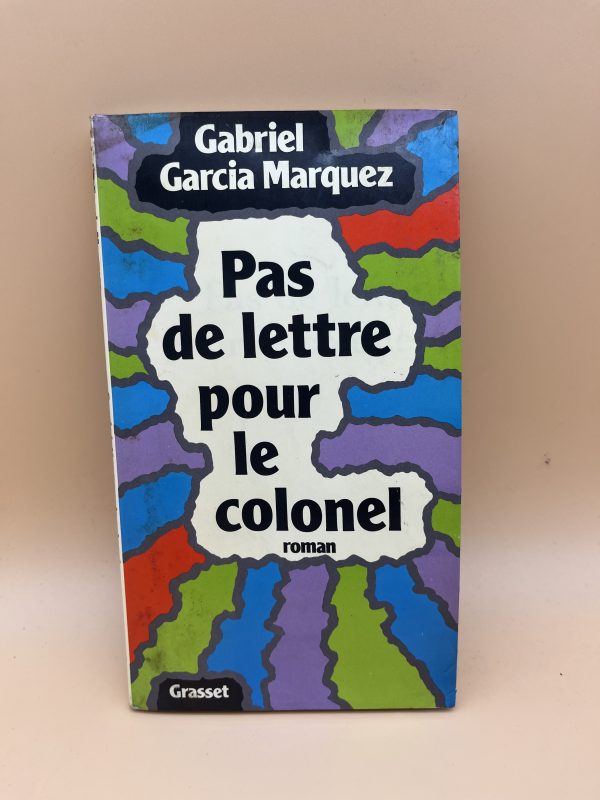 Gabriel
Garcia Marquez
Pas
de lettre
pour
le
colonel
roman
Grasset